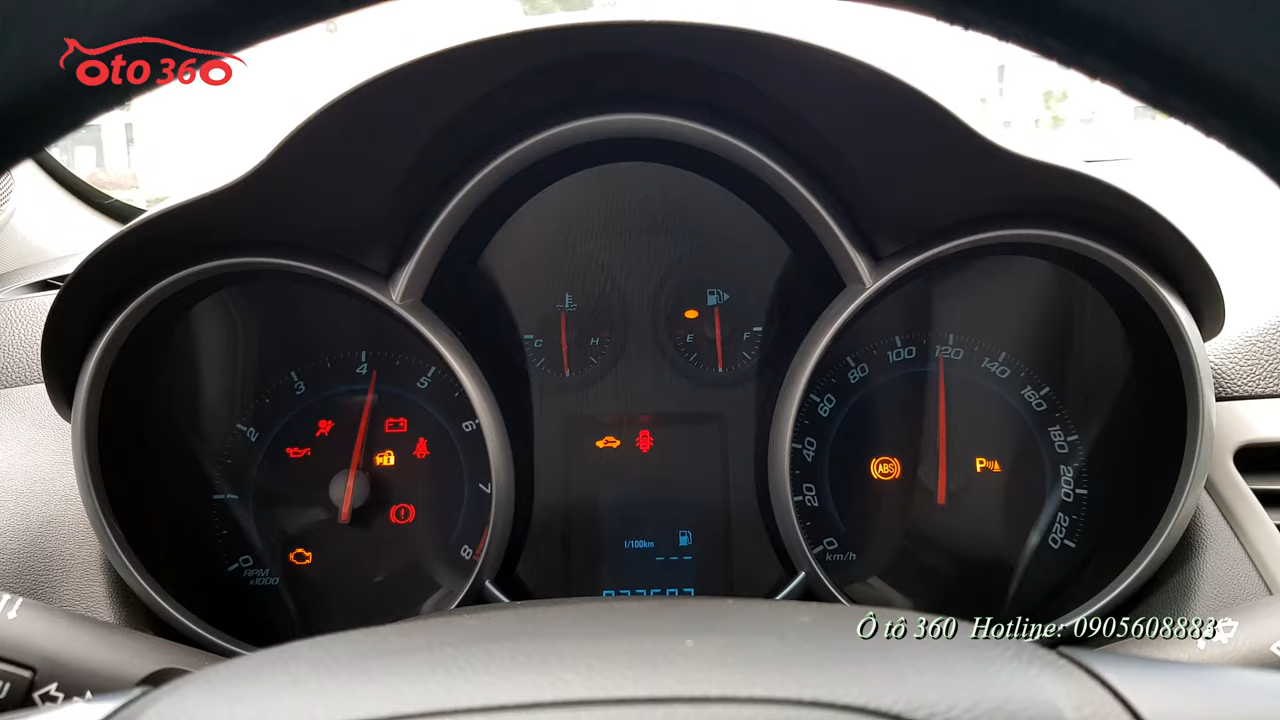 OTO 360
C H
E F
0 1 2 3 4 5 6 7 8
RPM
x1000
0 20 40 60 80 100 120 140 160 180 200 220
km/h
ABS
P
l/100km
---
Ô tô 360 Hotline: 0905608883